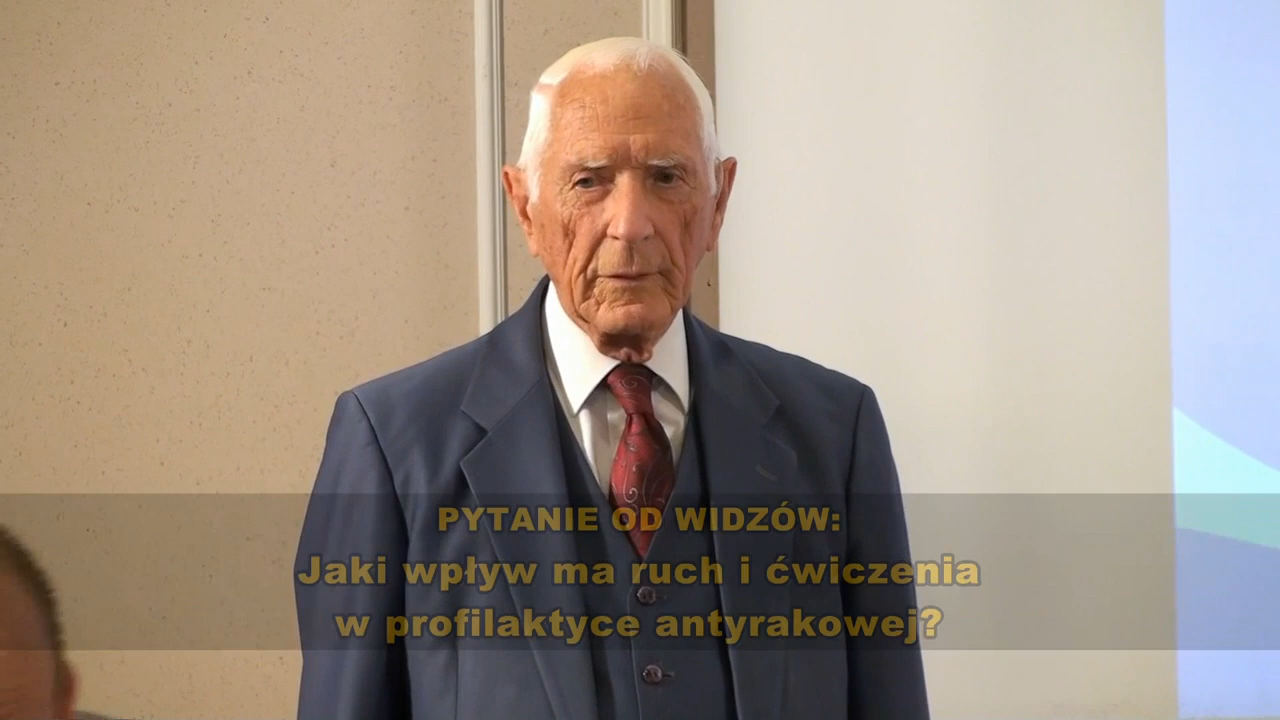 PYTANIE OD WIDZÓW:
Jaki wpływ ma ruch i ćwiczenia
w profilaktyce antyrakowej?